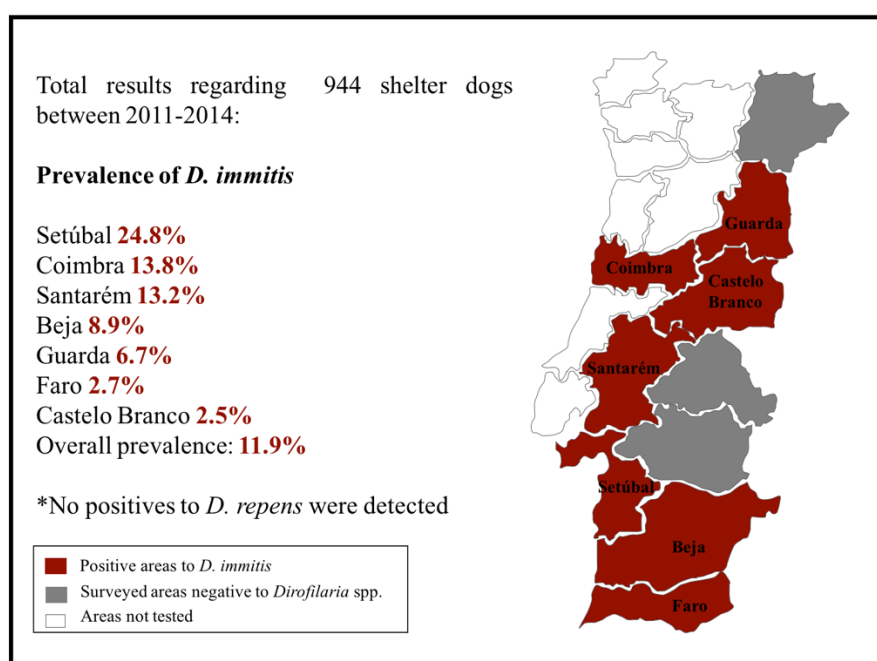 Total results regarding 944 shelter dogs
between 2011-2014:
Prevalence of D. immitis
Setúbal 24.8%
Coimbra 13.8%
Santarém 13.2%
Beja 8.9%
Guarda 6.7%
Faro 2.7%
Castelo Branco 2.5%
Overall prevalence: 11.9%
*No positives to D. repens were detected
Positive areas to D. immitis
Surveyed areas negative to Dirofilaria spp.
Areas not tested
Guarda
Coimbra
Castelo
Branco
Santarém
Setúbal
Beja
Faro